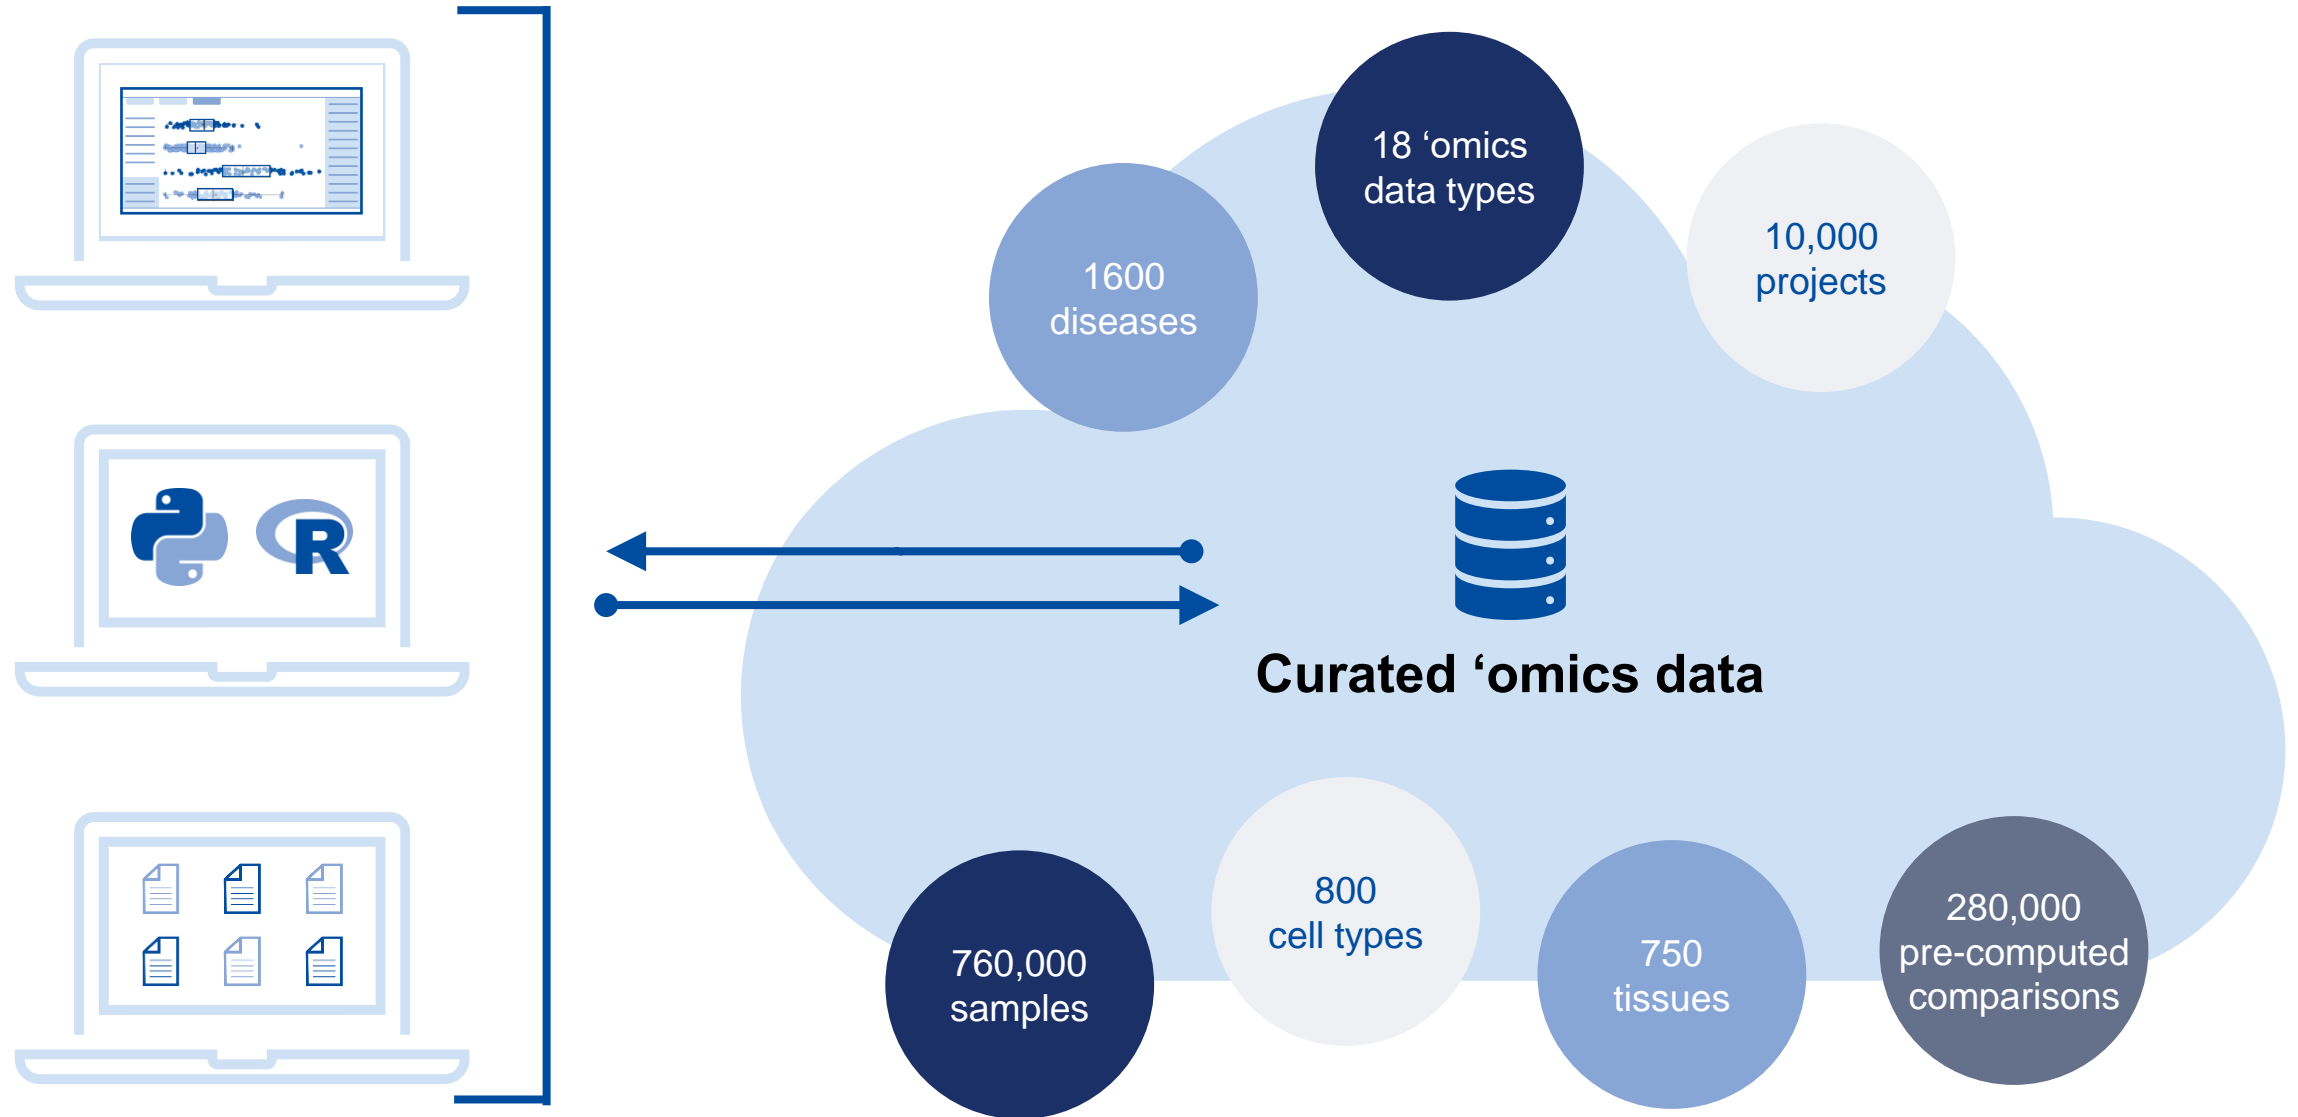 18 ‘omics
data types
10,000
projects
1600
diseases
R
Curated ‘omics data
800
cell types
280,000
pre-computed
comparisons
760,000
samples
750
tissues